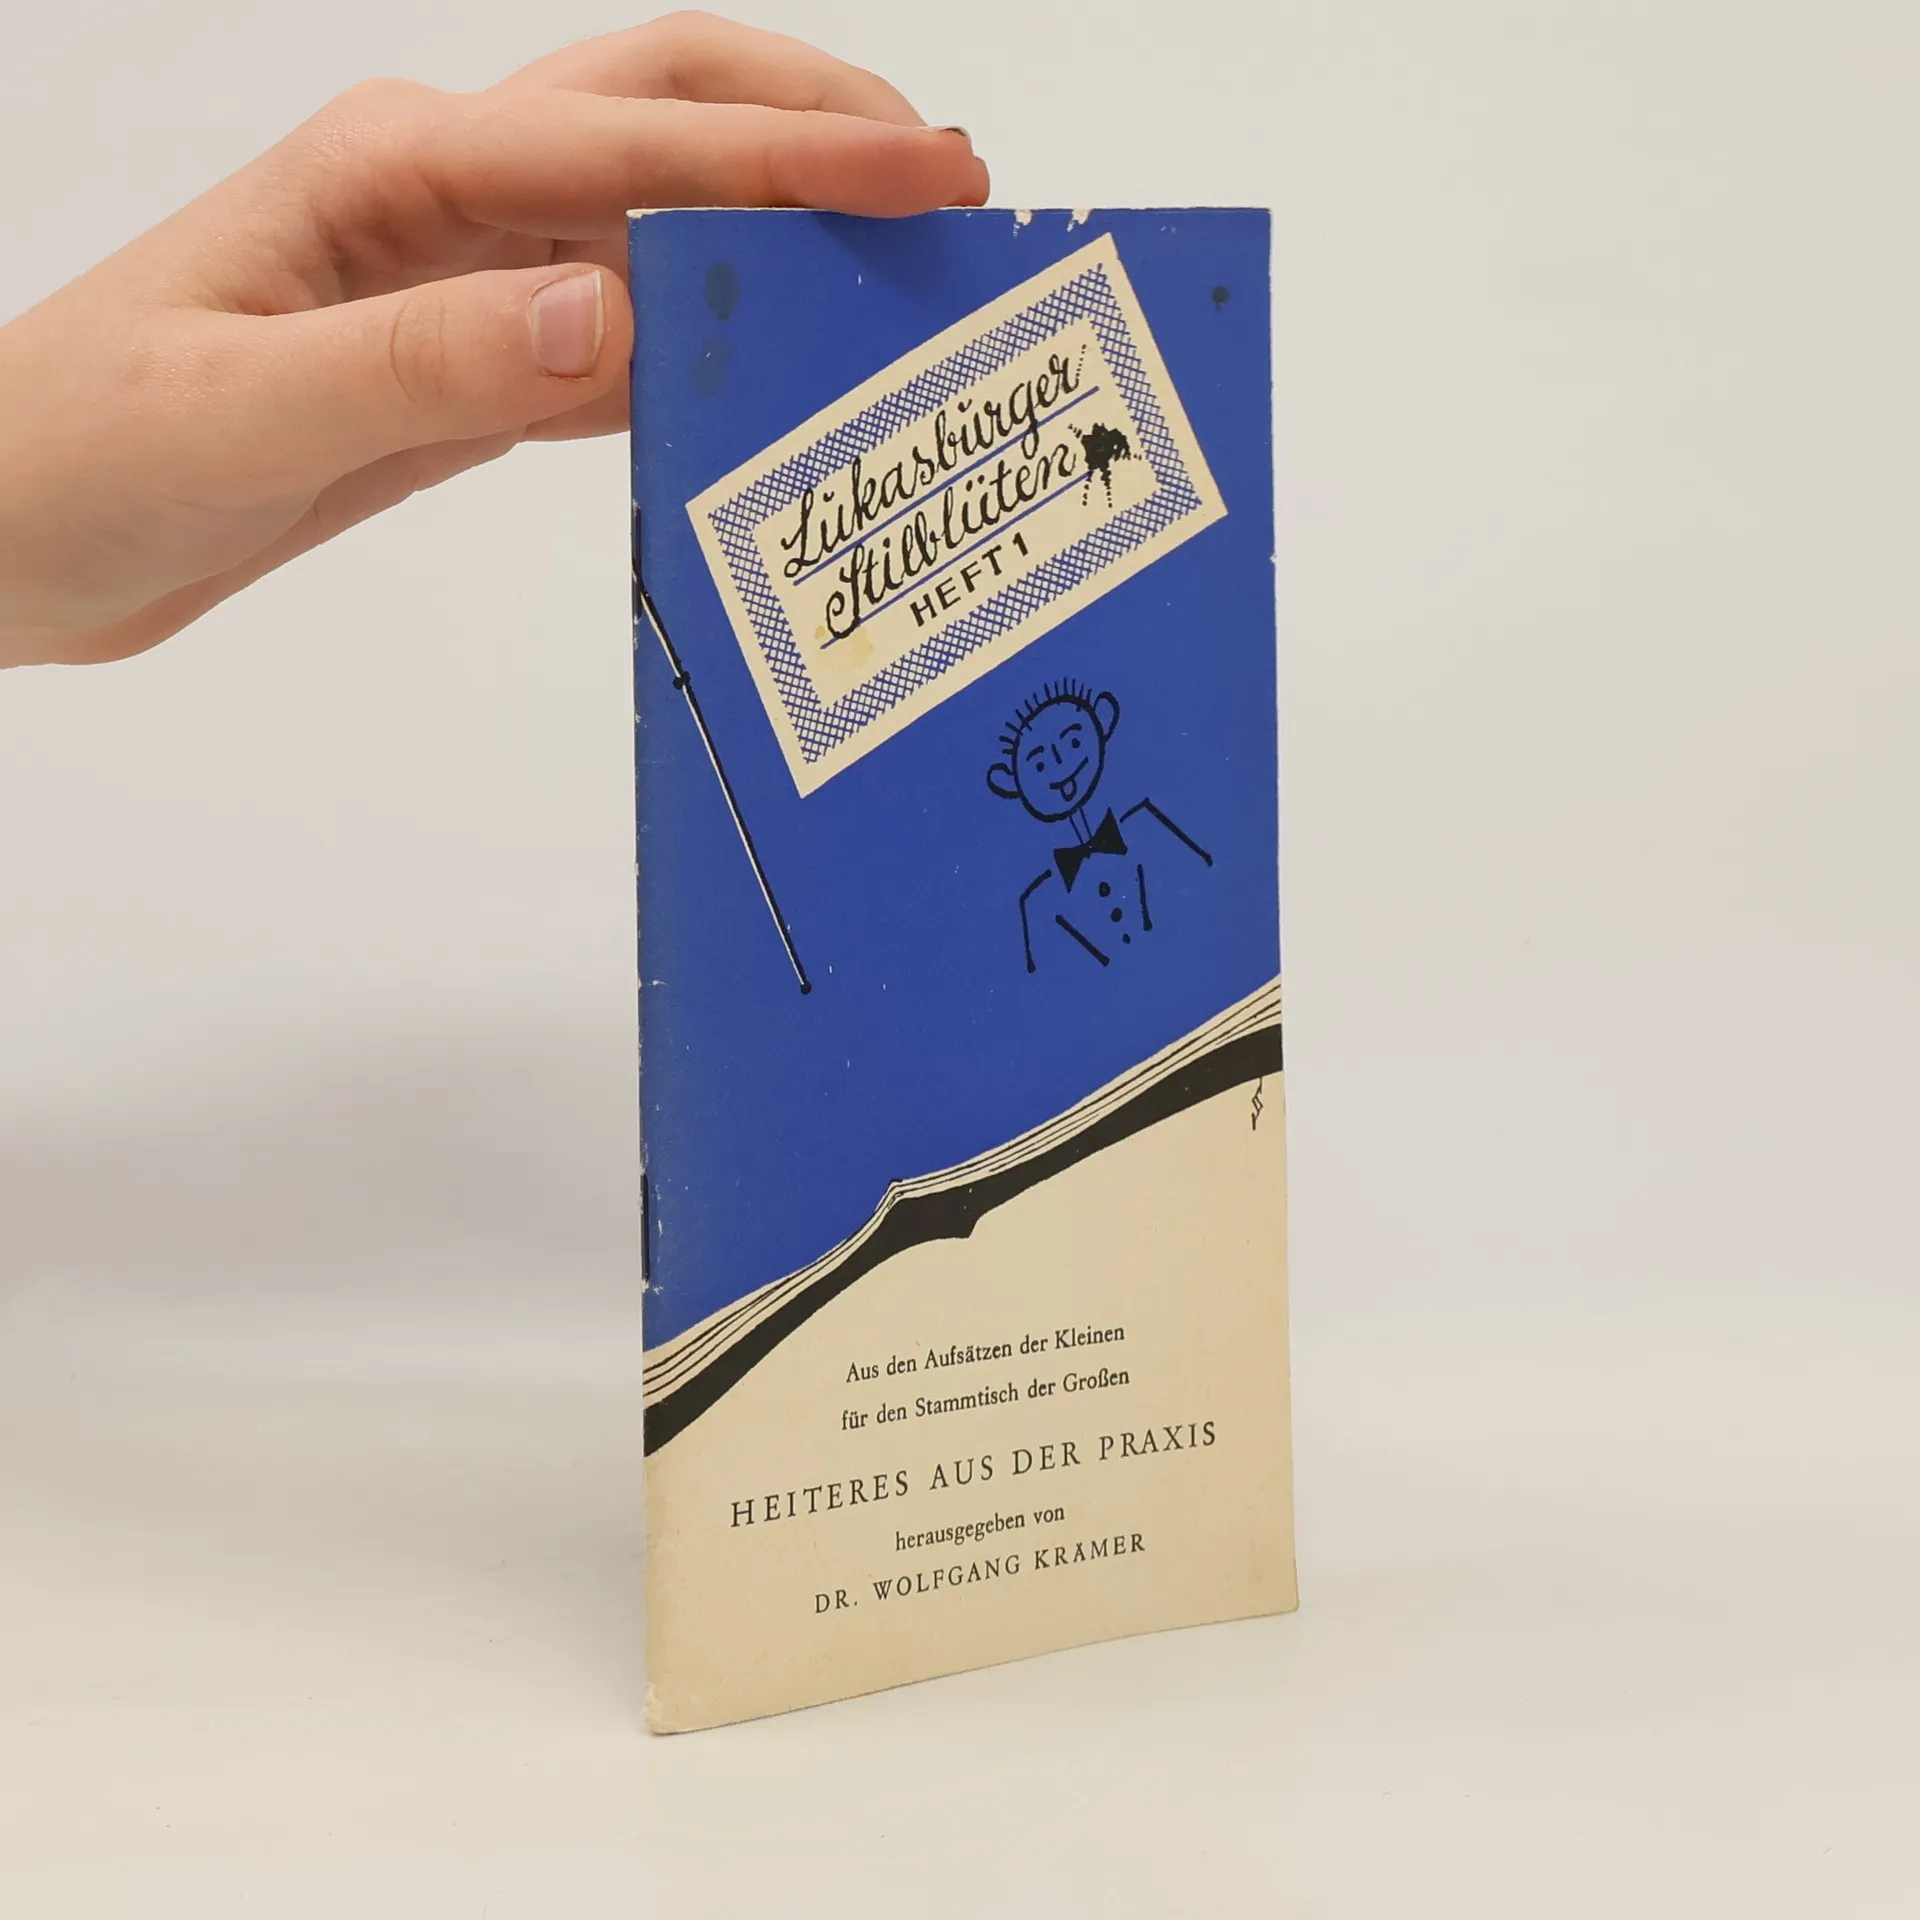 Lukasburger
Stilblüten
HEFT 1
Aus den Aufsätzen der Kleinen
für den Stammtisch der Großen
HEITERES AUS DER PRAXIS
herausgegeben von
DR. WOLFGANG KRÄMER